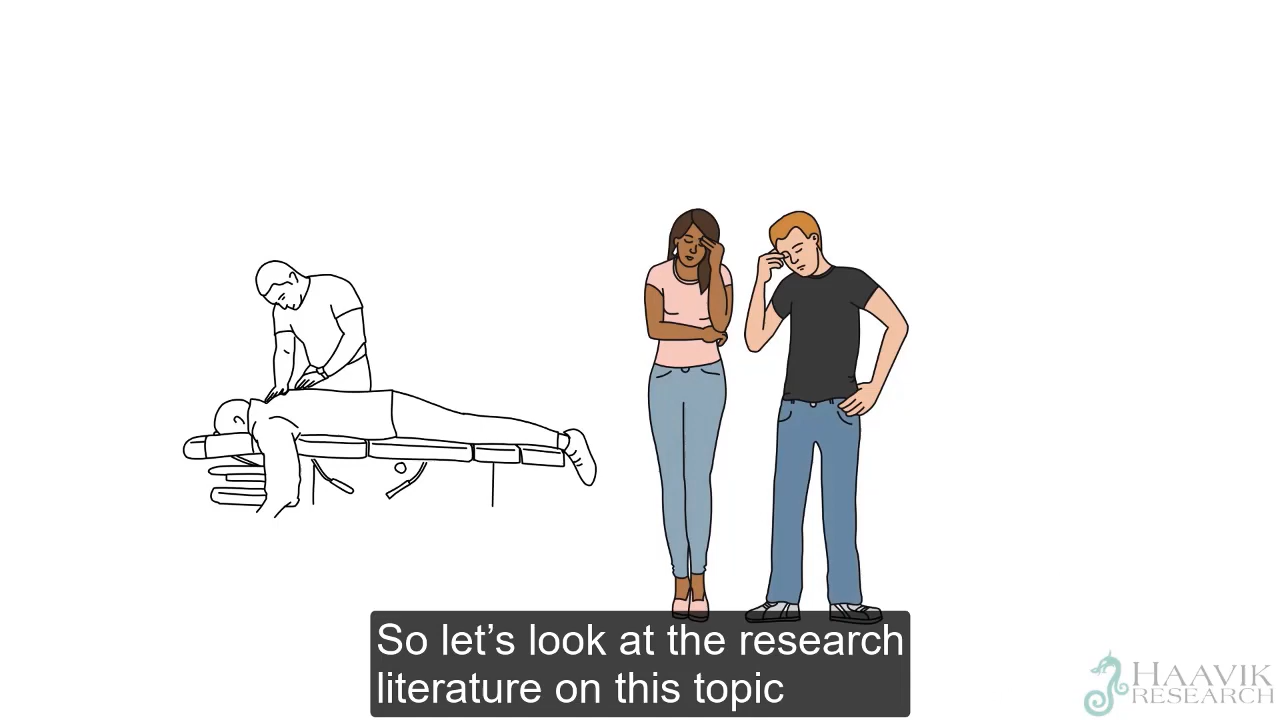 So let’s look at the research
literature on this topic
HAAVIK
RESEARCH